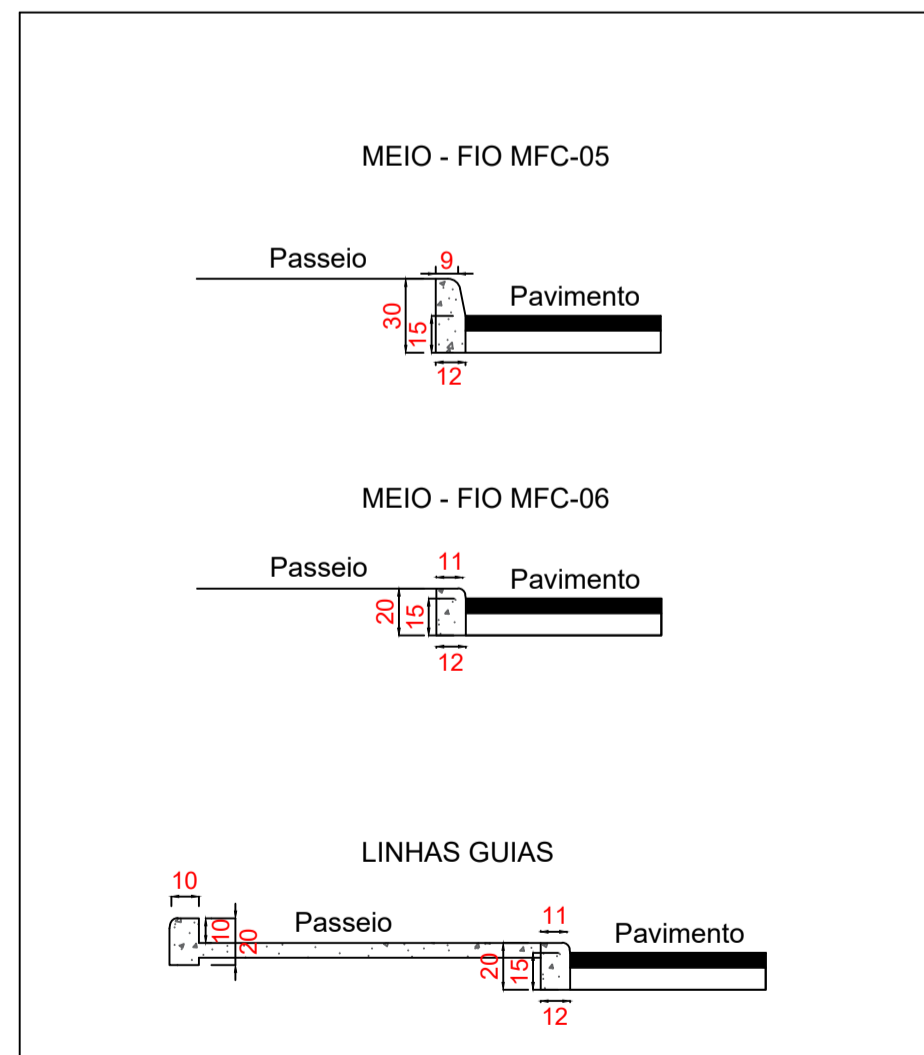 MEIO - FIO MFC-05
Passeio
9
Pavimento
30
15
12
MEIO - FIO MFC-06
Passeio
11
Pavimento
20
15
12
LINHAS GUIAS
10
Passeio
10
20
11
Pavimento
20
15
12